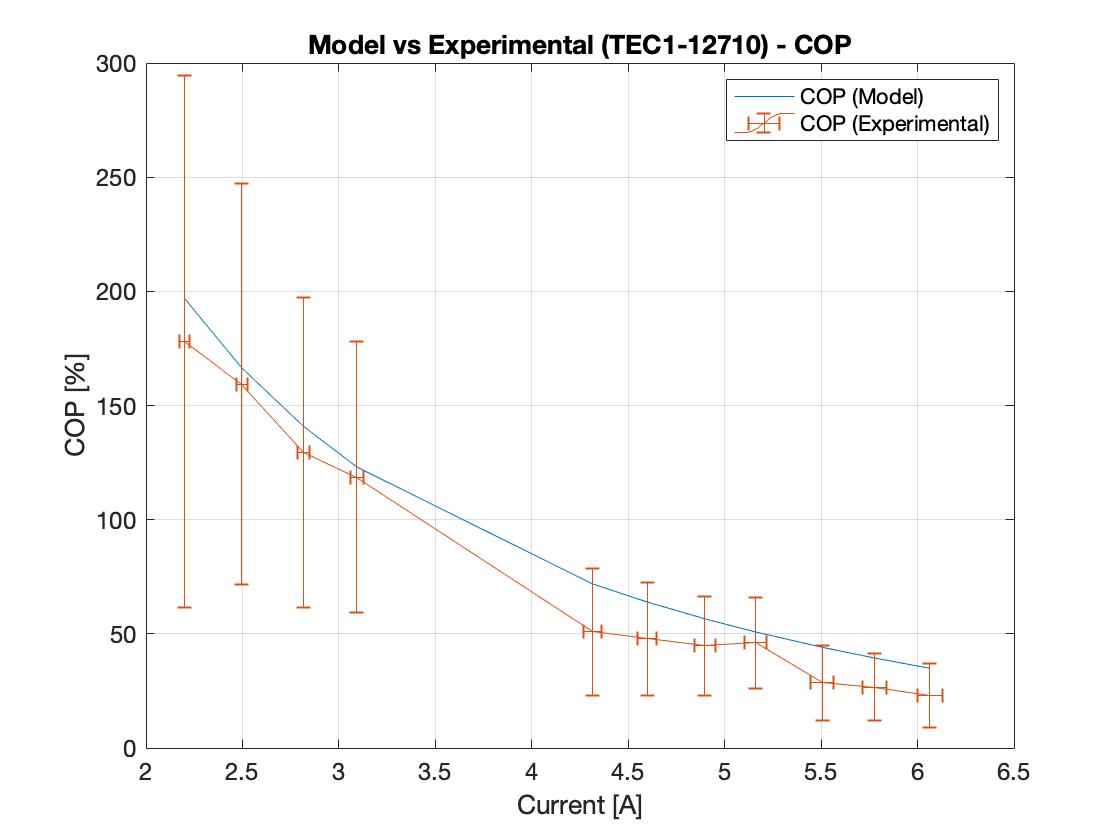 Model vs Experimental (TEC1-12710) - COP
COP (Model)
COP (Experimental)
300
250
200
150
100
50
0
COP [%]
2 2.5 3 3.5 4 4.5 5 5.5 6 6.5
Current [A]